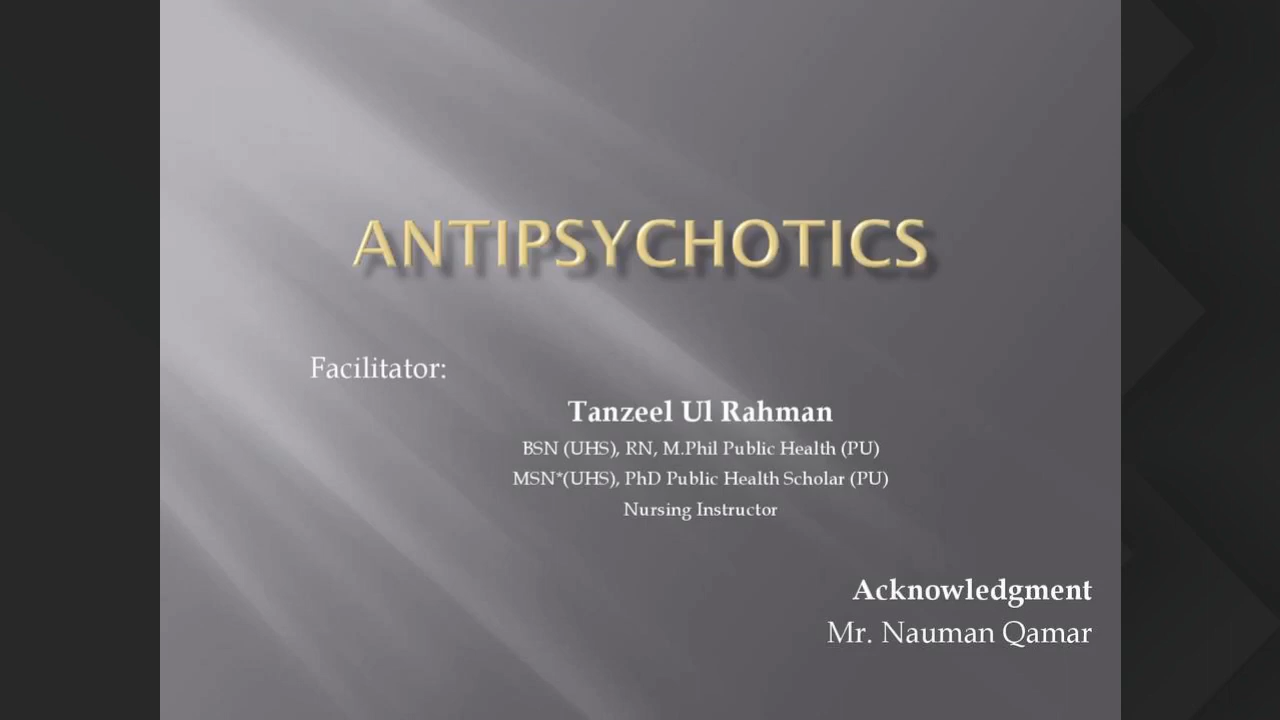 ANTIPSYCHOTICS
Facilitator:
Tanzeel Ul Rahman
BSN (UHS), RN, M.Phil Public Health (PU)
MSN*(UHS), PhD Public Health Scholar (PU)
Nursing Instructor
Acknowledgment
Mr. Nauman Qamar